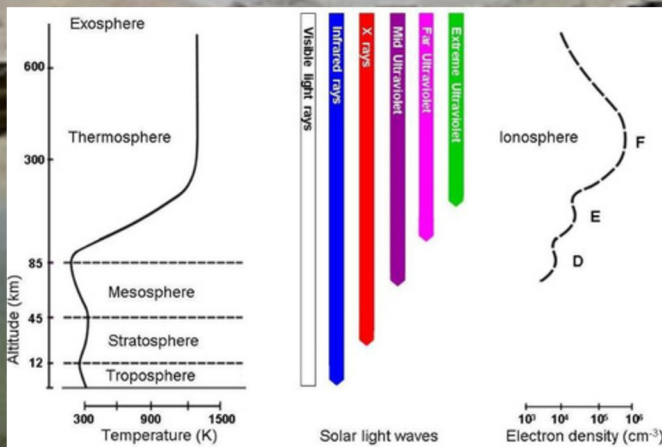 Exosphere
600
Thermosphere
300
85
Mesosphere
45
Stratosphere
12
Troposphere
Altitude (km)
300 900 1500
Temperature (K)
Visible light rays
Infrared rays
X rays
Mid Ultraviolet
Far Ultraviolet
Extreme Ultraviolet
Solar light waves
Ionosphere
F
E
D
10³ 10⁴ 10⁵ 10⁶
Electron density (cm⁻³)